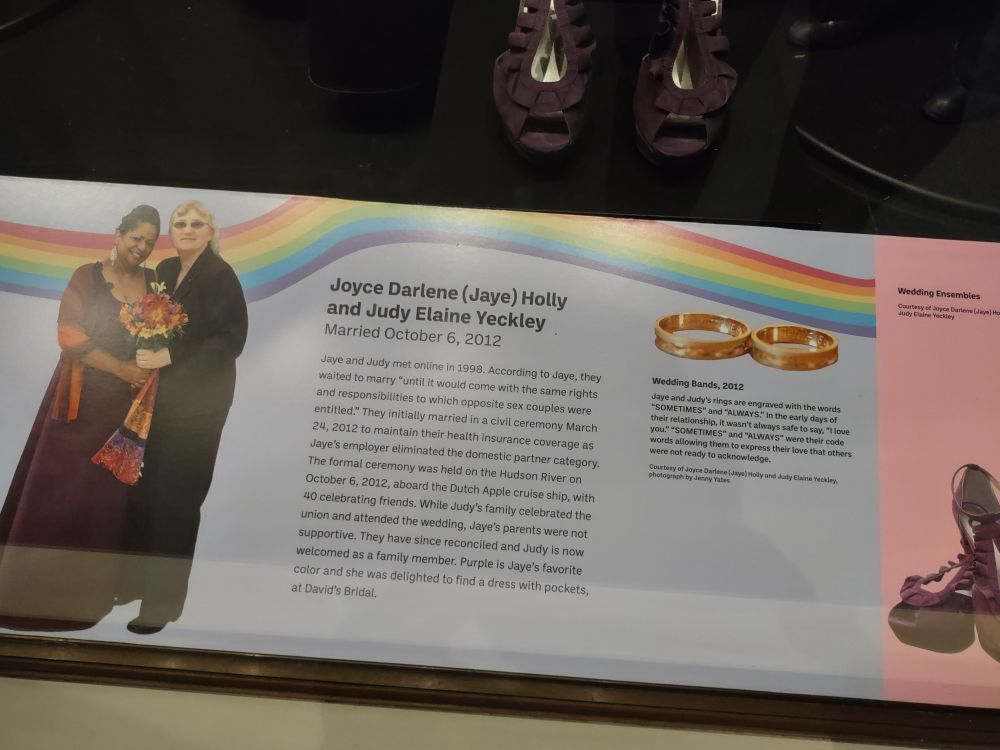 Joyce Darlene (Jaye) Holly
and Judy Elaine Yeckley
Married October 6, 2012
Jaye and Judy met online in 1998. According to Jaye, they
waited to marry “until it would come with the same rights
and responsibilities to which opposite sex couples were
entitled.” They initially married in a civil ceremony March
24, 2012 to maintain their health insurance coverage as
Jaye’s employer eliminated the domestic partner category.
The formal ceremony was held on the Hudson River on
October 6, 2012, aboard the Dutch Apple cruise ship, with
40 celebrating friends. While Judy’s family celebrated the
union and attended the wedding, Jaye’s parents were not
supportive. They have since reconciled and Judy is now
welcomed as a family member. Purple is Jaye’s favorite
color and she was delighted to find a dress with pockets,
at David’s Bridal.
Wedding Bands, 2012
Jaye and Judy’s rings are engraved with the words
“SOMETIMES” and “ALWAYS.” In the early days of
their relationship, it wasn’t always safe to say, “I love
you.” “SOMETIMES” and “ALWAYS” were their code
words allowing them to express their love that others
were not ready to acknowledge.
Courtesy of Joyce Darlene (Jaye) Holly and Judy Elaine Yeckley,
photograph by Jenny Yates
Wedding Ensembles
Courtesy of Joyce Darlene (Jaye) Ho
Judy Elaine Yeckley